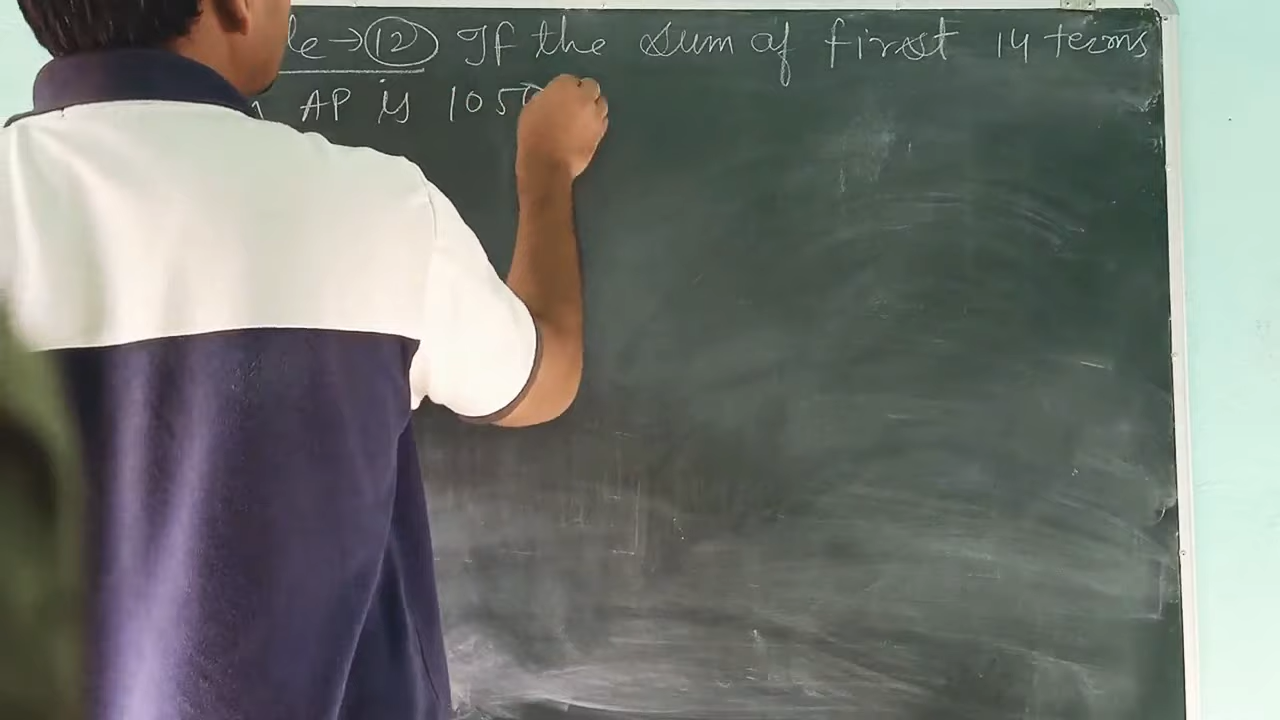 le → 12 If the sum of first 14 terms
AP is 1050